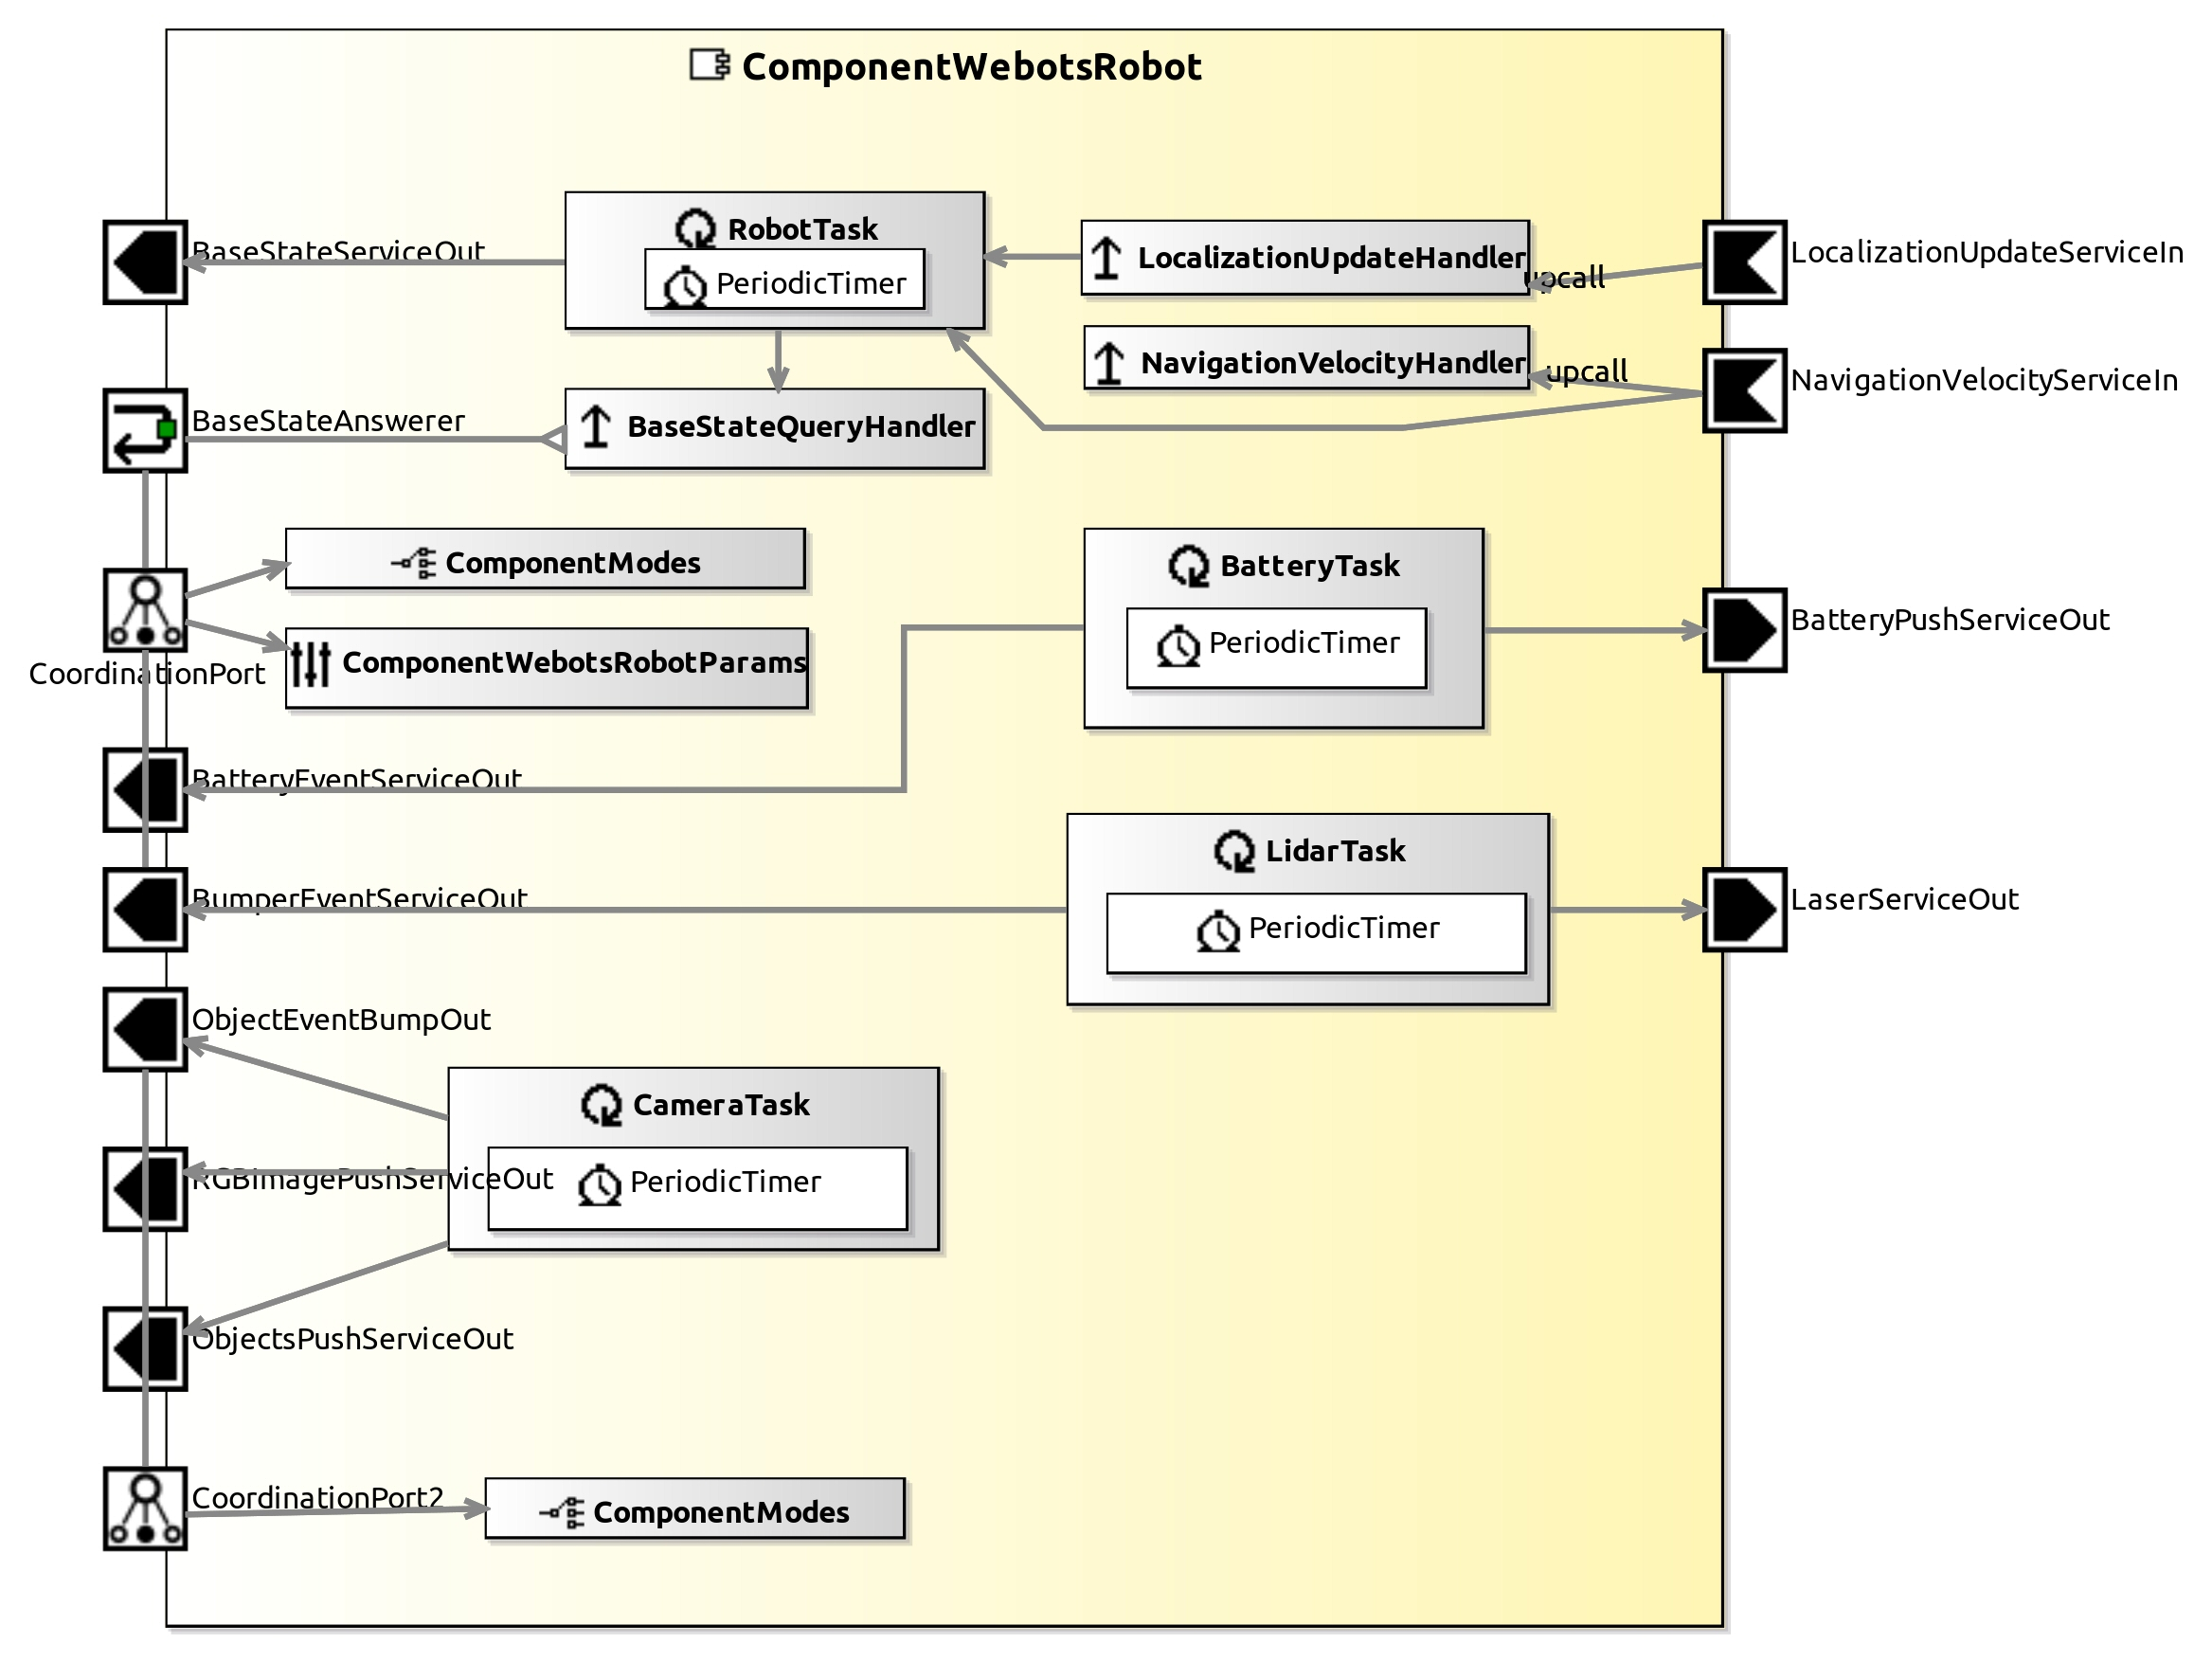 ComponentWebotsRobot
RobotTask
PeriodicTimer
BaseStateServiceOut
LocalizationUpdateHandler
upcall
LocalizationUpdateServiceIn
NavigationVelocityHandler
upcall
NavigationVelocityServiceIn
BaseStateAnswerer
BaseStateQueryHandler
ComponentModes
CoordinationPort
ComponentWebotsRobotParams
BatteryTask
PeriodicTimer
BatteryPushServiceOut
BatteryEventServiceOut
LidarTask
PeriodicTimer
BumperEventServiceOut
LaserServiceOut
ObjectEventBumpOut
CameraTask
PeriodicTimer
RGBImagePushServiceOut
ObjectsPushServiceOut
CoordinationPort2
ComponentModes